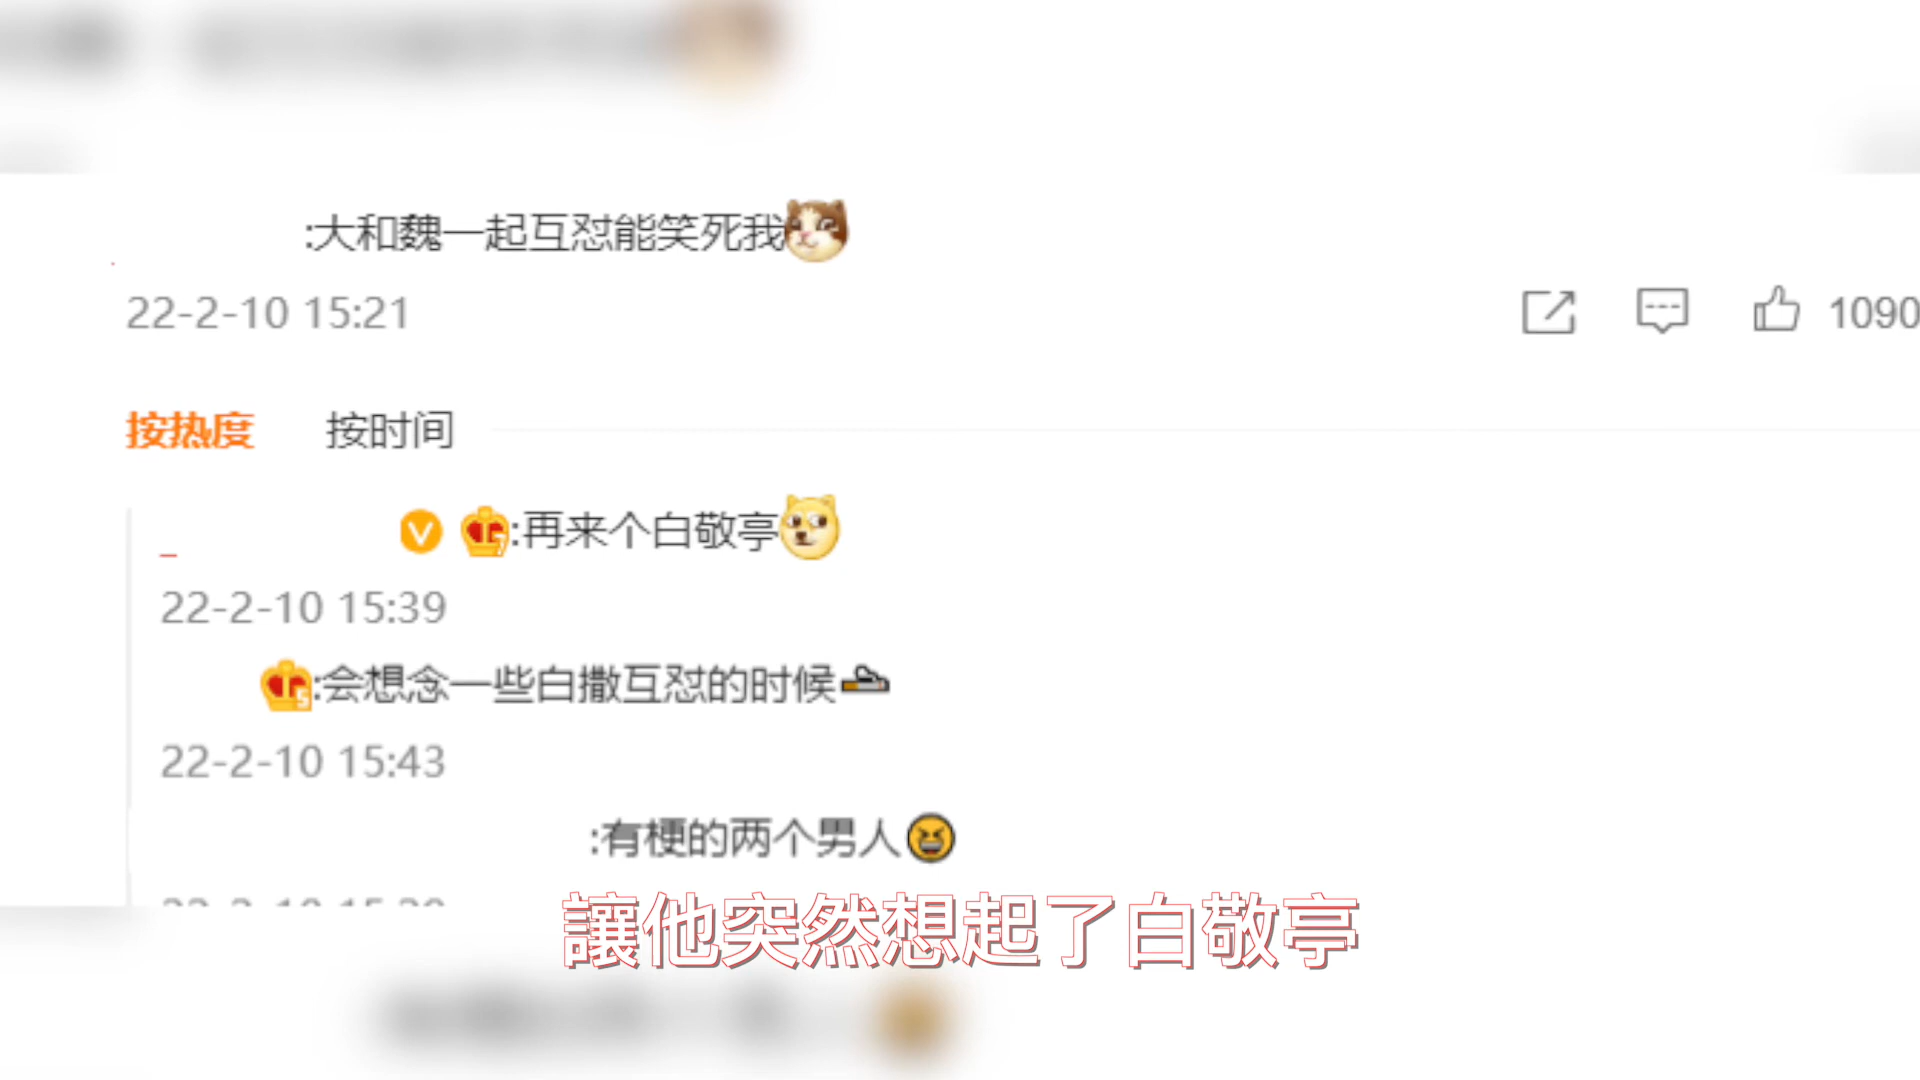 :大和魏一起互怼能笑死我
22-2-10 15:21
1090
按热度 按时间
:再来个白敬亭
22-2-10 15:39
:会想念一些白撒互怼的时候
22-2-10 15:43
:有梗的两个男人
讓他突然想起了白敬亭